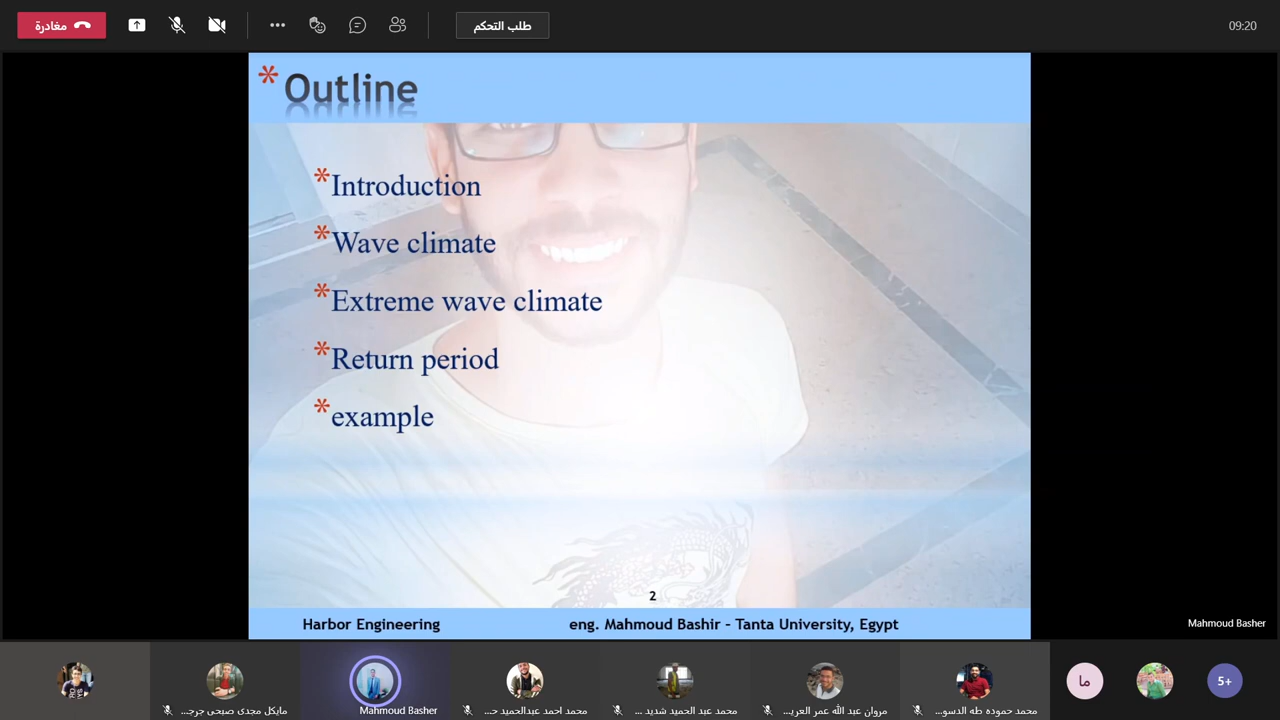 مغادرة
طلب التحكم
09:20
* Outline
* Introduction
* Wave climate
* Extreme wave climate
* Return period
* example
2
Harbor Engineering eng. Mahmoud Bashir – Tanta University, Egypt
Mahmoud Basher
مايكل مجدى صبحى جرج...
Mahmoud Basher
محمد احمد عبدالحميد حـ...
محمد عبد الحميد شديد ...
مروان عبد الله عمر العريـ...
محمد حموده طه الدسو...
ما
5+